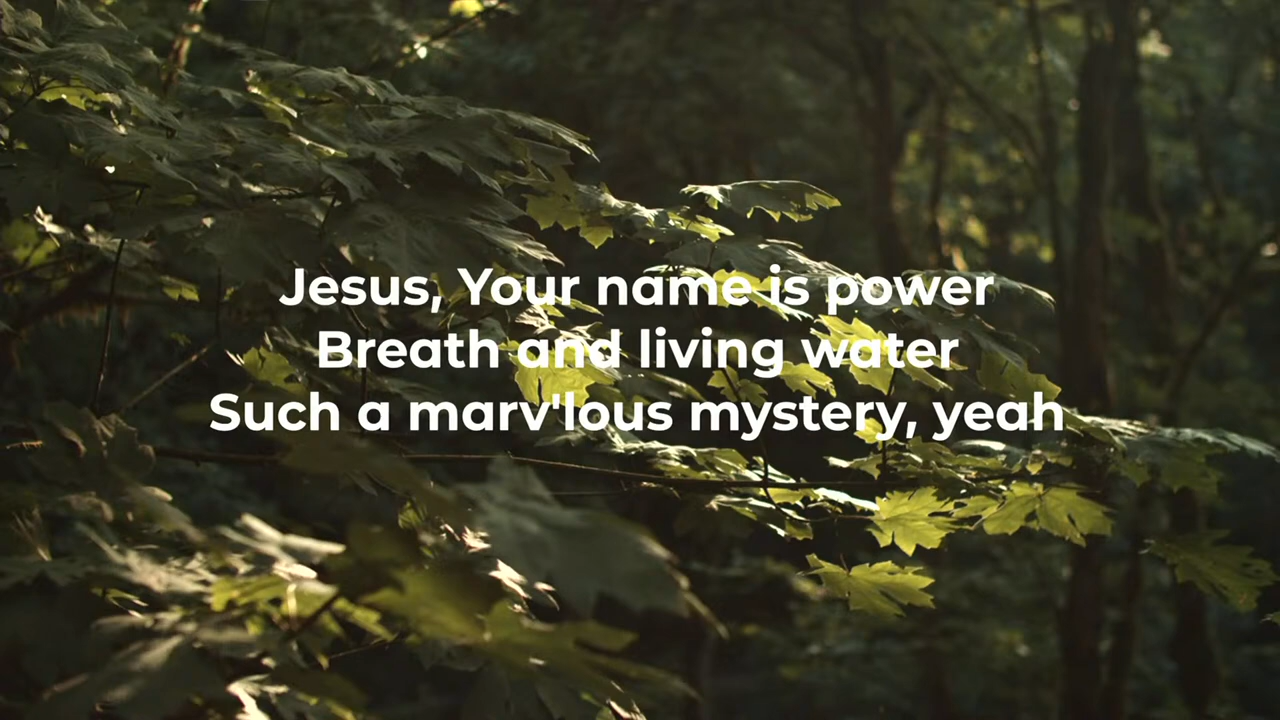 Jesus, Your name is power
Breath and living water
Such a marv'lous mystery, yeah